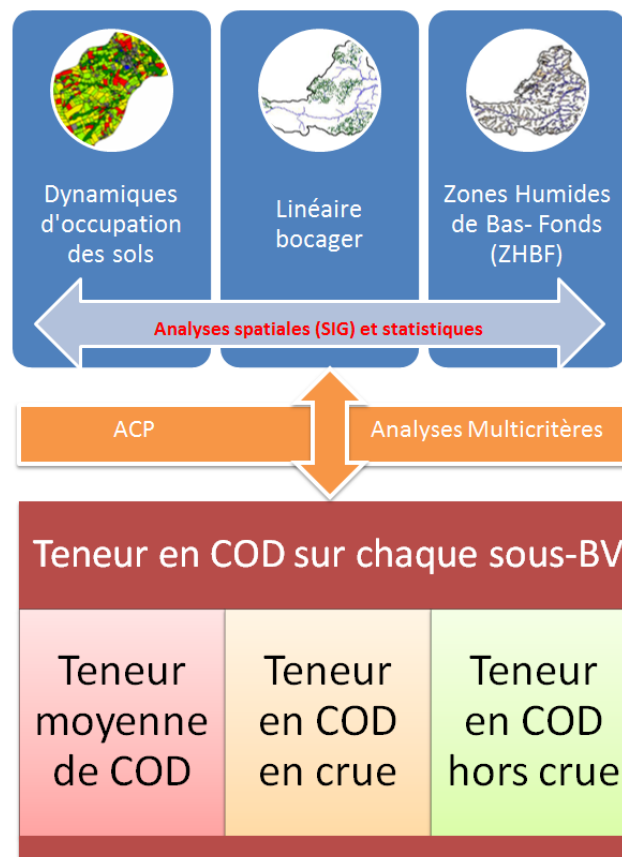 Dynamiques
d'occupation
des sols
Linéaire
bocager
Zones Humides
de Bas- Fonds
(ZHBF)
Analyses spatiales (SIG) et statistiques
ACP
Analyses Multicritères
Teneur en COD sur chaque sous-BV
Teneur
moyenne
de COD
Teneur
en COD
en crue
Teneur
en COD
hors crue